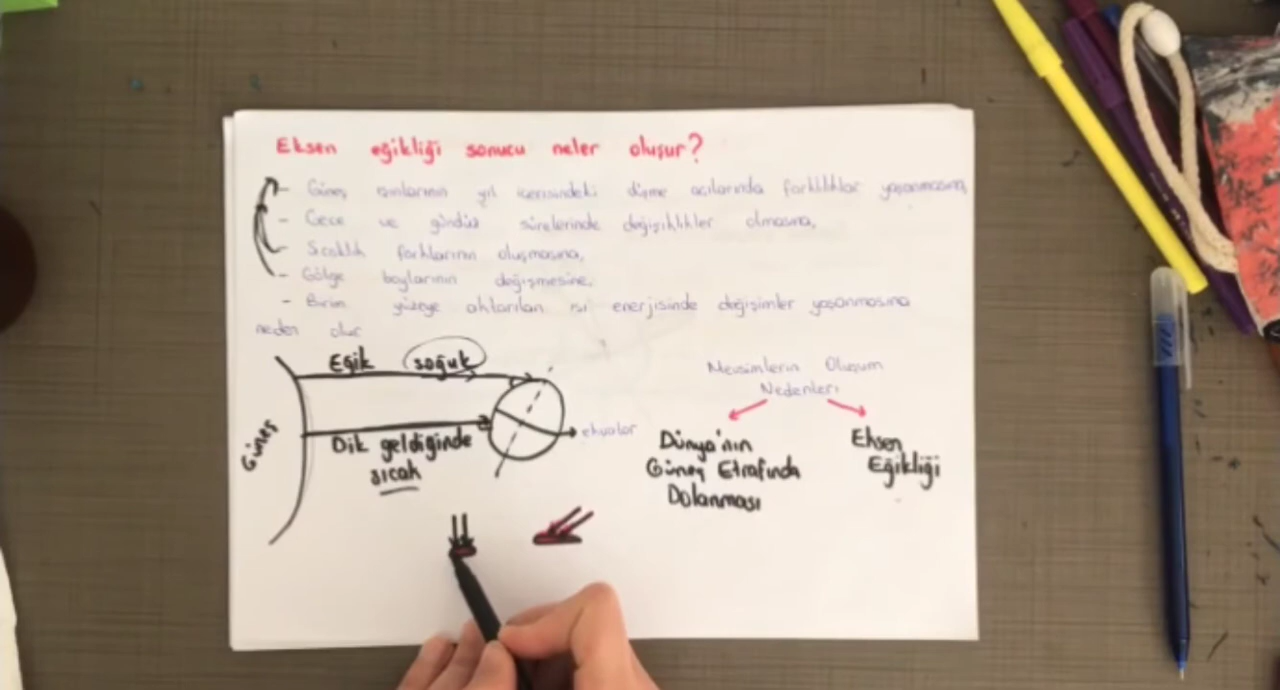 Eksen eğikliği sonucu neler oluşur?
- Güneş ışınlarının yıl içerisindeki düşme açılarında farklılıklar yaşanmasına,
- Gece ve gündüz sürelerinde değişiklikler olmasına,
- Sıcaklık farklarının oluşmasına,
- Gölge boylarının değişmesine,
- Birim yüzeye aktarılan ısı enerjisinde değişimler yaşanmasına
neden olur
Eğik soğuk
Güneş
Dik geldiğinde
sıcak
ekvator
Mevsimlerin Oluşum
Nedenleri
Dünya'nın
Güneş Etrafında
Dolanması
Eksen
Eğikliği